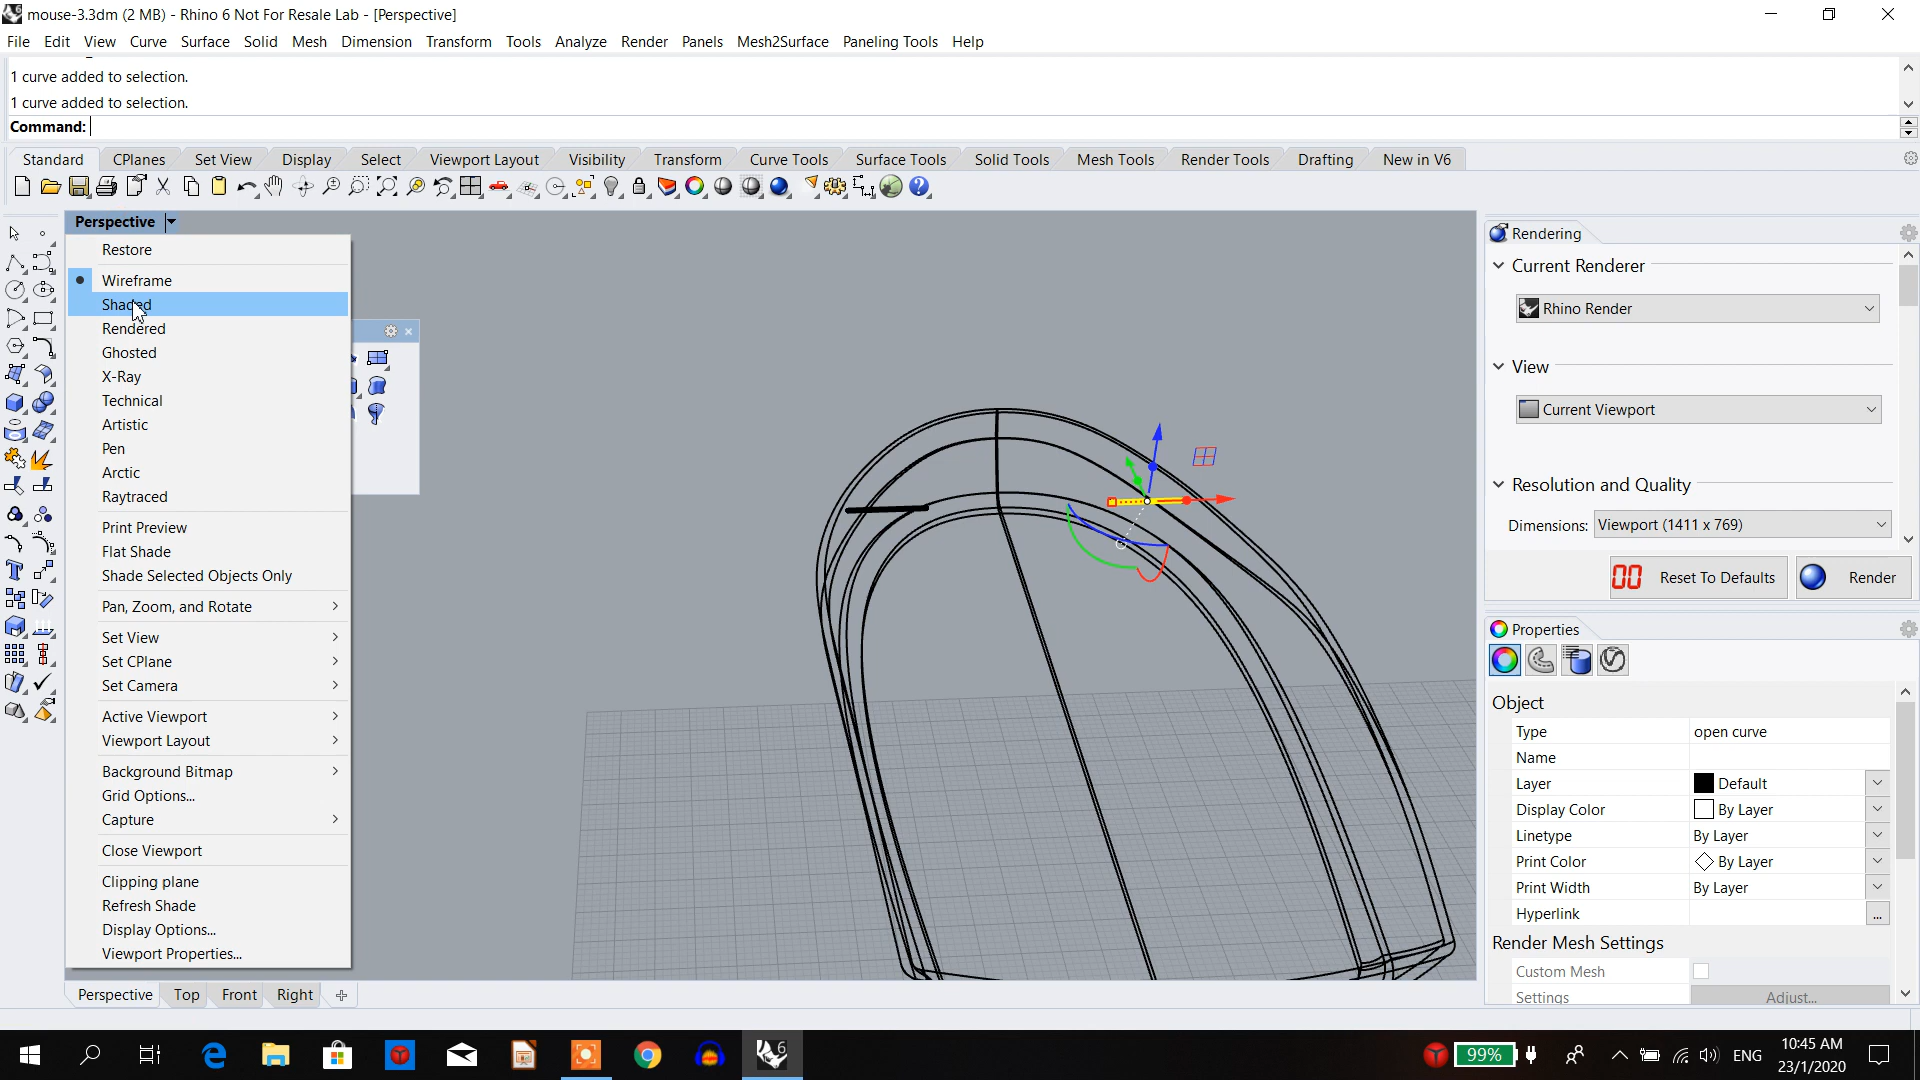 mouse-3.3dm (2 MB) - Rhino 6 Not For Resale Lab - [Perspective]
File Edit View Curve Surface Solid Mesh Dimension Transform Tools Analyze Render Panels Mesh2Surface Paneling Tools Help
1 curve added to selection.
1 curve added to selection.
Command:
Standard CPlanes Set View Display Select Viewport Layout Visibility Transform Curve Tools Surface Tools Solid Tools Mesh Tools Render Tools Drafting New in V6
Perspective
Restore
Wireframe
Shaded
Rendered
Ghosted
X-Ray
Technical
Artistic
Pen
Arctic
Raytraced
Print Preview
Flat Shade
Shade Selected Objects Only
Pan, Zoom, and Rotate
Set View
Set CPlane
Set Camera
Active Viewport
Viewport Layout
Background Bitmap
Grid Options...
Capture
Close Viewport
Clipping plane
Refresh Shade
Display Options...
Viewport Properties...
Perspective Top Front Right
Rendering
Current Renderer
Rhino Render
View
Current Viewport
Resolution and Quality
Dimensions: Viewport (1411 x 769)
00 Reset To Defaults Render
Properties
Object
Type open curve
Name
Layer Default
Display Color By Layer
Linetype By Layer
Print Color By Layer
Print Width By Layer
Hyperlink ...
Render Mesh Settings
Custom Mesh
Settings Adjust...
6
99%
ENG
10:45 AM
23/1/2020